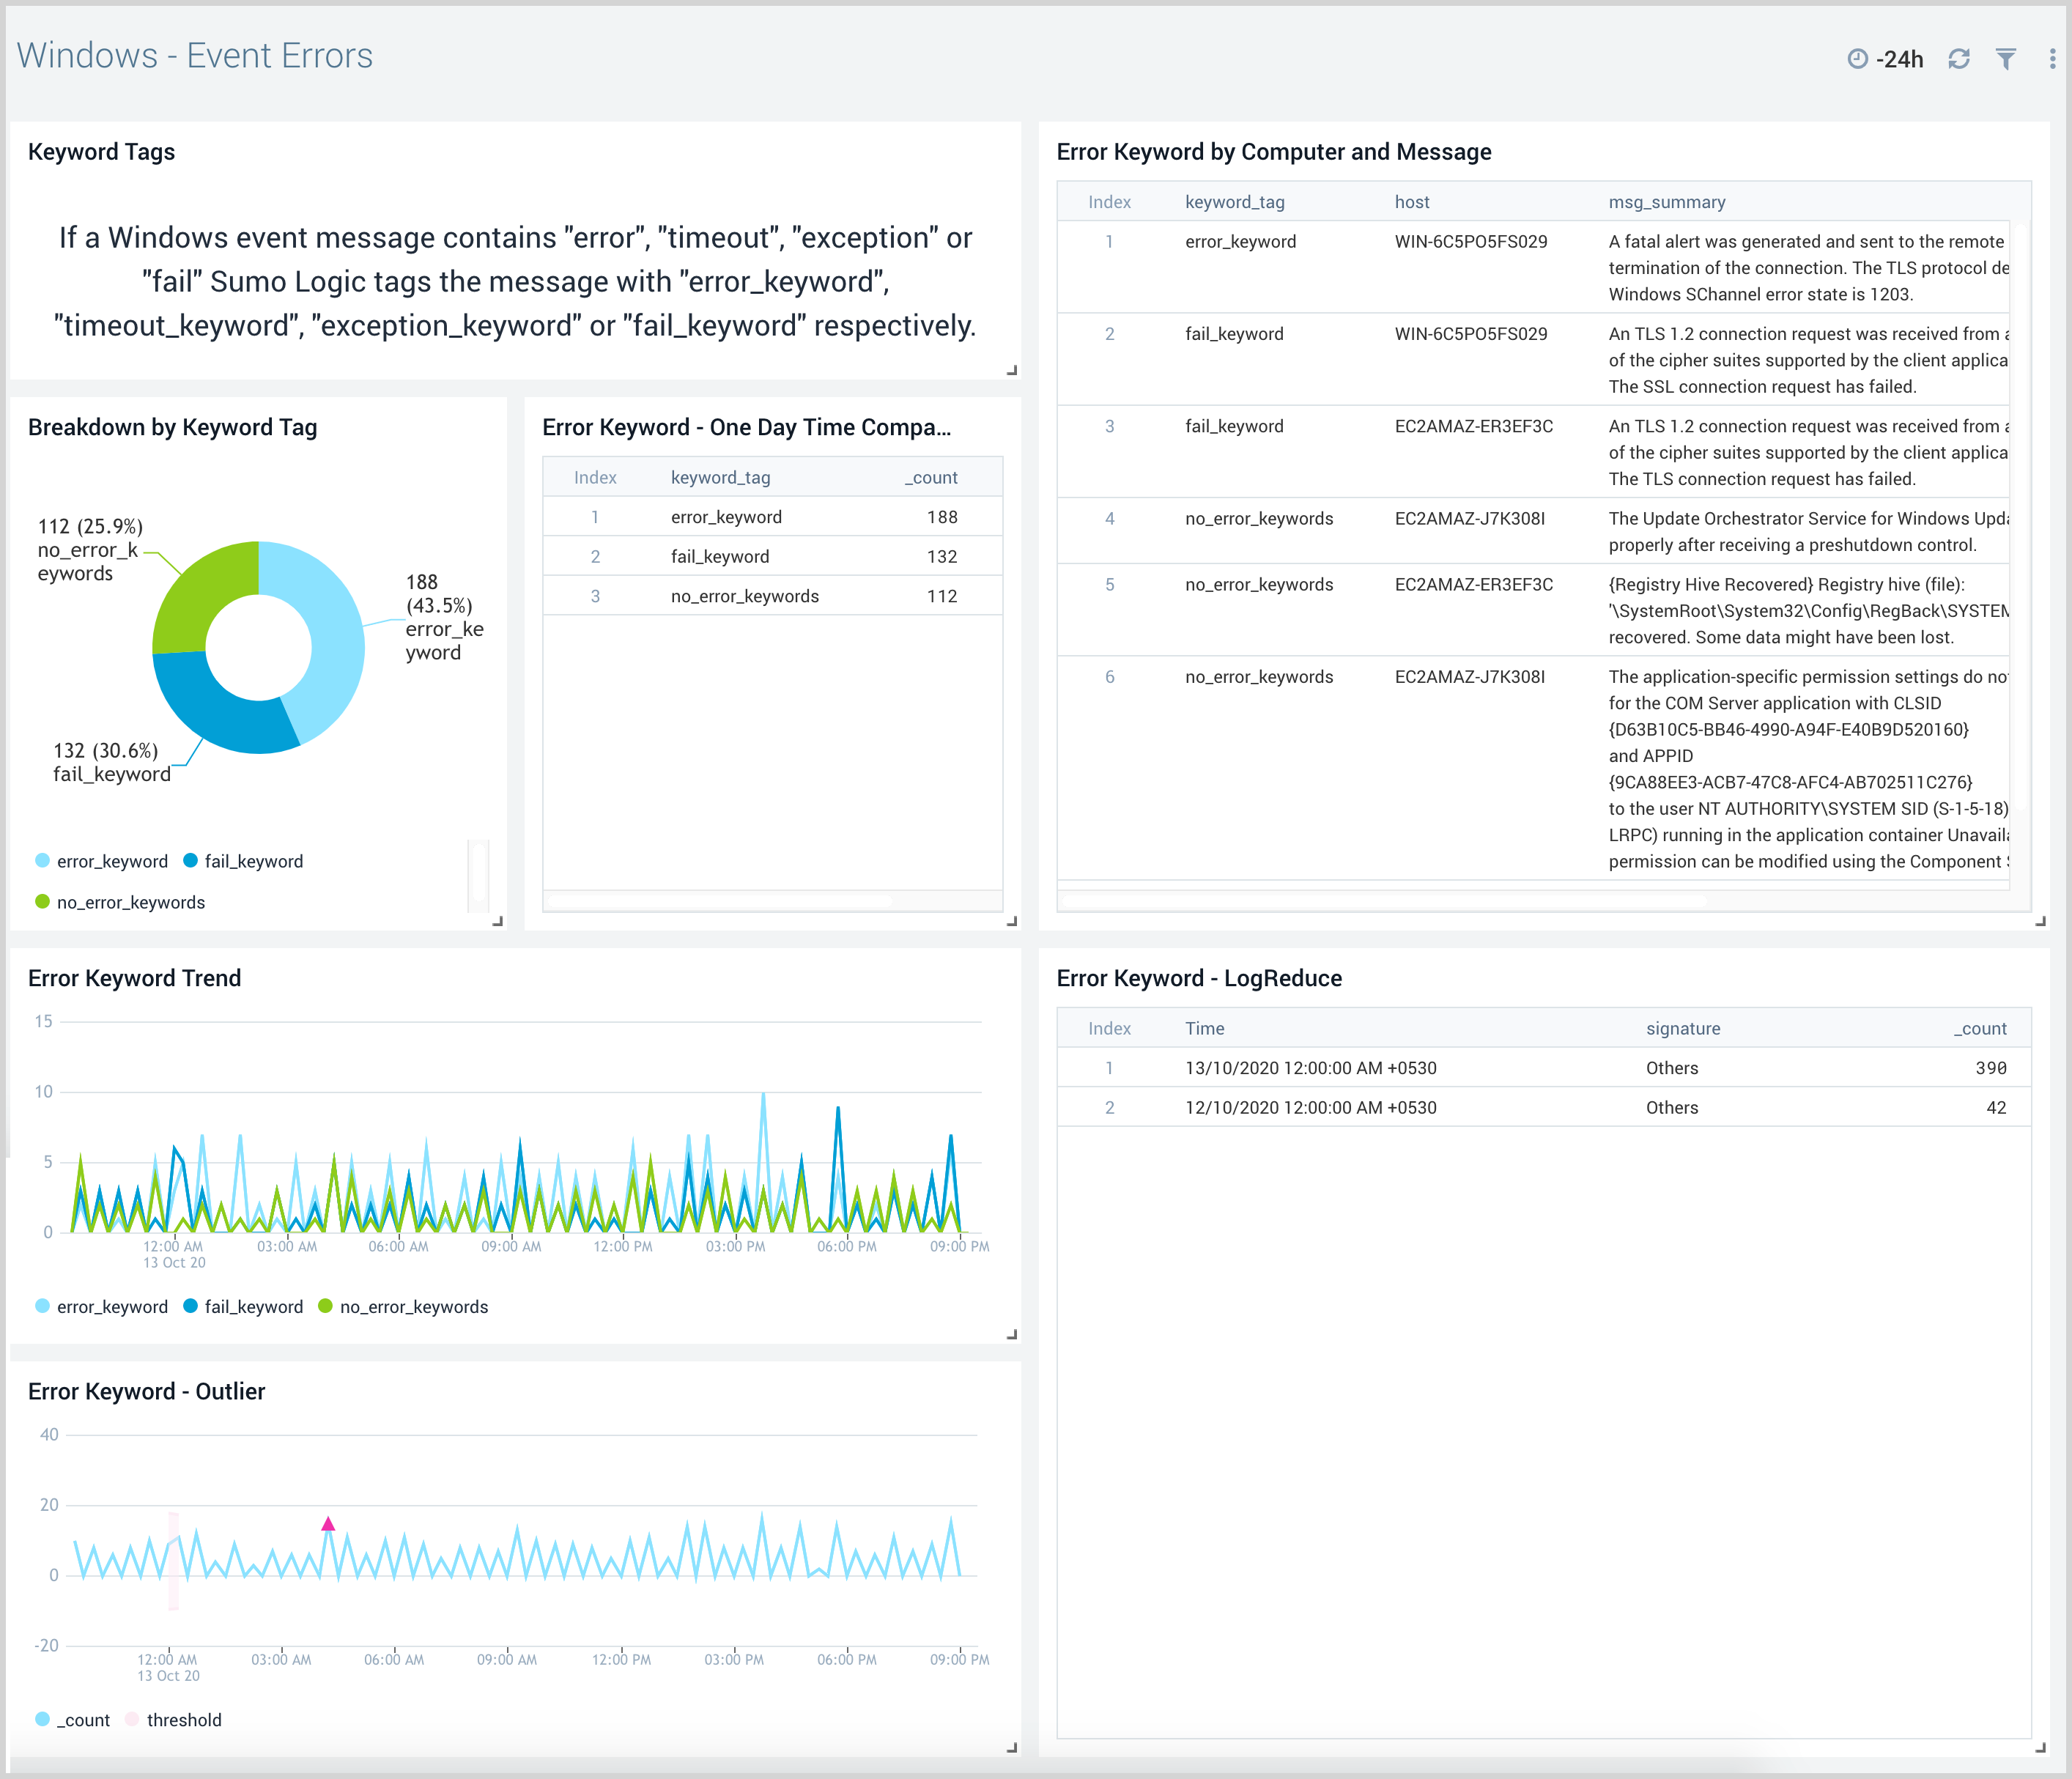 Windows - Event Errors
-24h
Keyword Tags
If a Windows event message contains "error", "timeout", "exception" or
"fail" Sumo Logic tags the message with "error_keyword",
"timeout_keyword", "exception_keyword" or "fail_keyword" respectively.
Breakdown by Keyword Tag
112 (25.9%)
no_error_k
eywords
188
(43.5%)
error_ke
yword
132 (30.6%)
fail_keyword
error_keyword fail_keyword
no_error_keywords
Error Keyword - One Day Time Compa...
Index keyword_tag _count
1 error_keyword 188
2 fail_keyword 132
3 no_error_keywords 112
Error Keyword by Computer and Message
Index keyword_tag host msg_summary
1 error_keyword WIN-6C5PO5FS029 A fatal alert was generated and sent to the remote
termination of the connection. The TLS protocol de
Windows SChannel error state is 1203.
2 fail_keyword WIN-6C5PO5FS029 An TLS 1.2 connection request was received from a
of the cipher suites supported by the client applica
The SSL connection request has failed.
3 fail_keyword EC2AMAZ-ER3EF3C An TLS 1.2 connection request was received from a
of the cipher suites supported by the client applica
The TLS connection request has failed.
4 no_error_keywords EC2AMAZ-J7K308I The Update Orchestrator Service for Windows Upda
properly after receiving a preshutdown control.
5 no_error_keywords EC2AMAZ-ER3EF3C {Registry Hive Recovered} Registry hive (file):
'\SystemRoot\System32\Config\RegBack\SYSTEM
recovered. Some data might have been lost.
6 no_error_keywords EC2AMAZ-J7K308I The application-specific permission settings do no
for the COM Server application with CLSID
{D63B10C5-BB46-4990-A94F-E40B9D520160}
and APPID
{9CA88EE3-ACB7-47C8-AFC4-AB702511C276}
to the user NT AUTHORITY\SYSTEM SID (S-1-5-18)
LRPC) running in the application container Unavaila
permission can be modified using the Component S
Error Keyword Trend
15
10
5
0
12:00 AM 03:00 AM 06:00 AM 09:00 AM 12:00 PM 03:00 PM 06:00 PM 09:00 PM
13 Oct 20
error_keyword fail_keyword no_error_keywords
Error Keyword - Outlier
40
20
0
-20
12:00 AM 03:00 AM 06:00 AM 09:00 AM 12:00 PM 03:00 PM 06:00 PM 09:00 PM
13 Oct 20
_count threshold
Error Keyword - LogReduce
Index Time signature _count
1 13/10/2020 12:00:00 AM +0530 Others 390
2 12/10/2020 12:00:00 AM +0530 Others 42